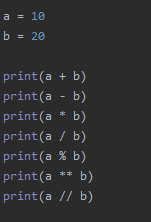 a = 10
b = 20
print(a + b)
print(a - b)
print(a * b)
print(a / b)
print(a % b)
print(a ** b)
print(a // b)